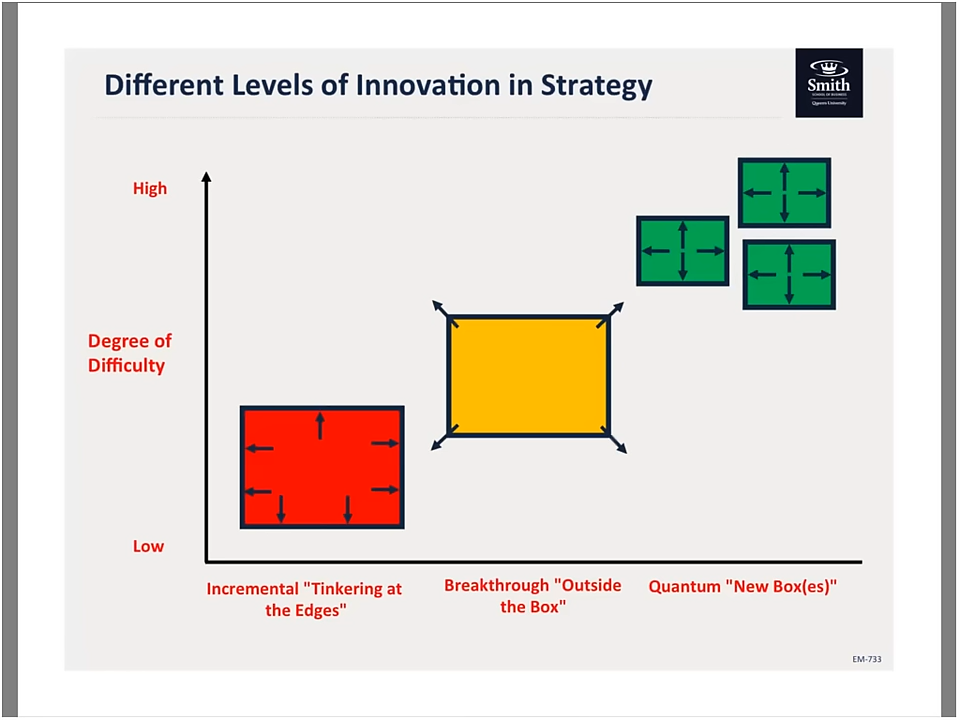 Different Levels of Innovation in Strategy
Smith
SCHOOL OF BUSINESS
Queen's University
High
Degree of
Difficulty
Low
Incremental "Tinkering at
the Edges"
Breakthrough "Outside
the Box"
Quantum "New Box(es)"
EM-733